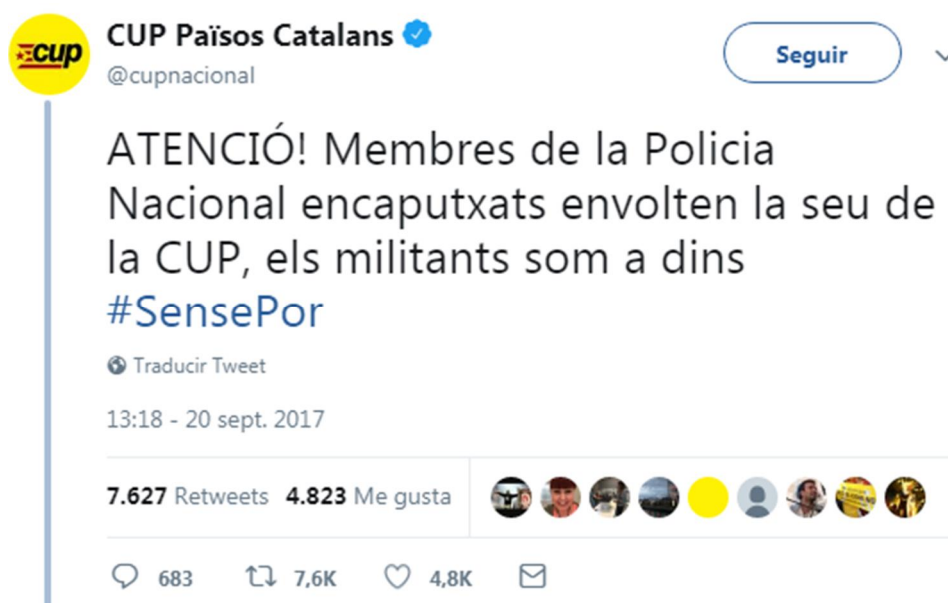 cup
CUP Països Catalans
@cupnacional
Seguir
ATENCIÓ! Membres de la Policia
Nacional encaputxats envolten la seu de
la CUP, els militants som a dins
#SensePor
Traducir Tweet
13:18 - 20 sept. 2017
7.627 Retweets 4.823 Me gusta
683 7,6K 4,8K